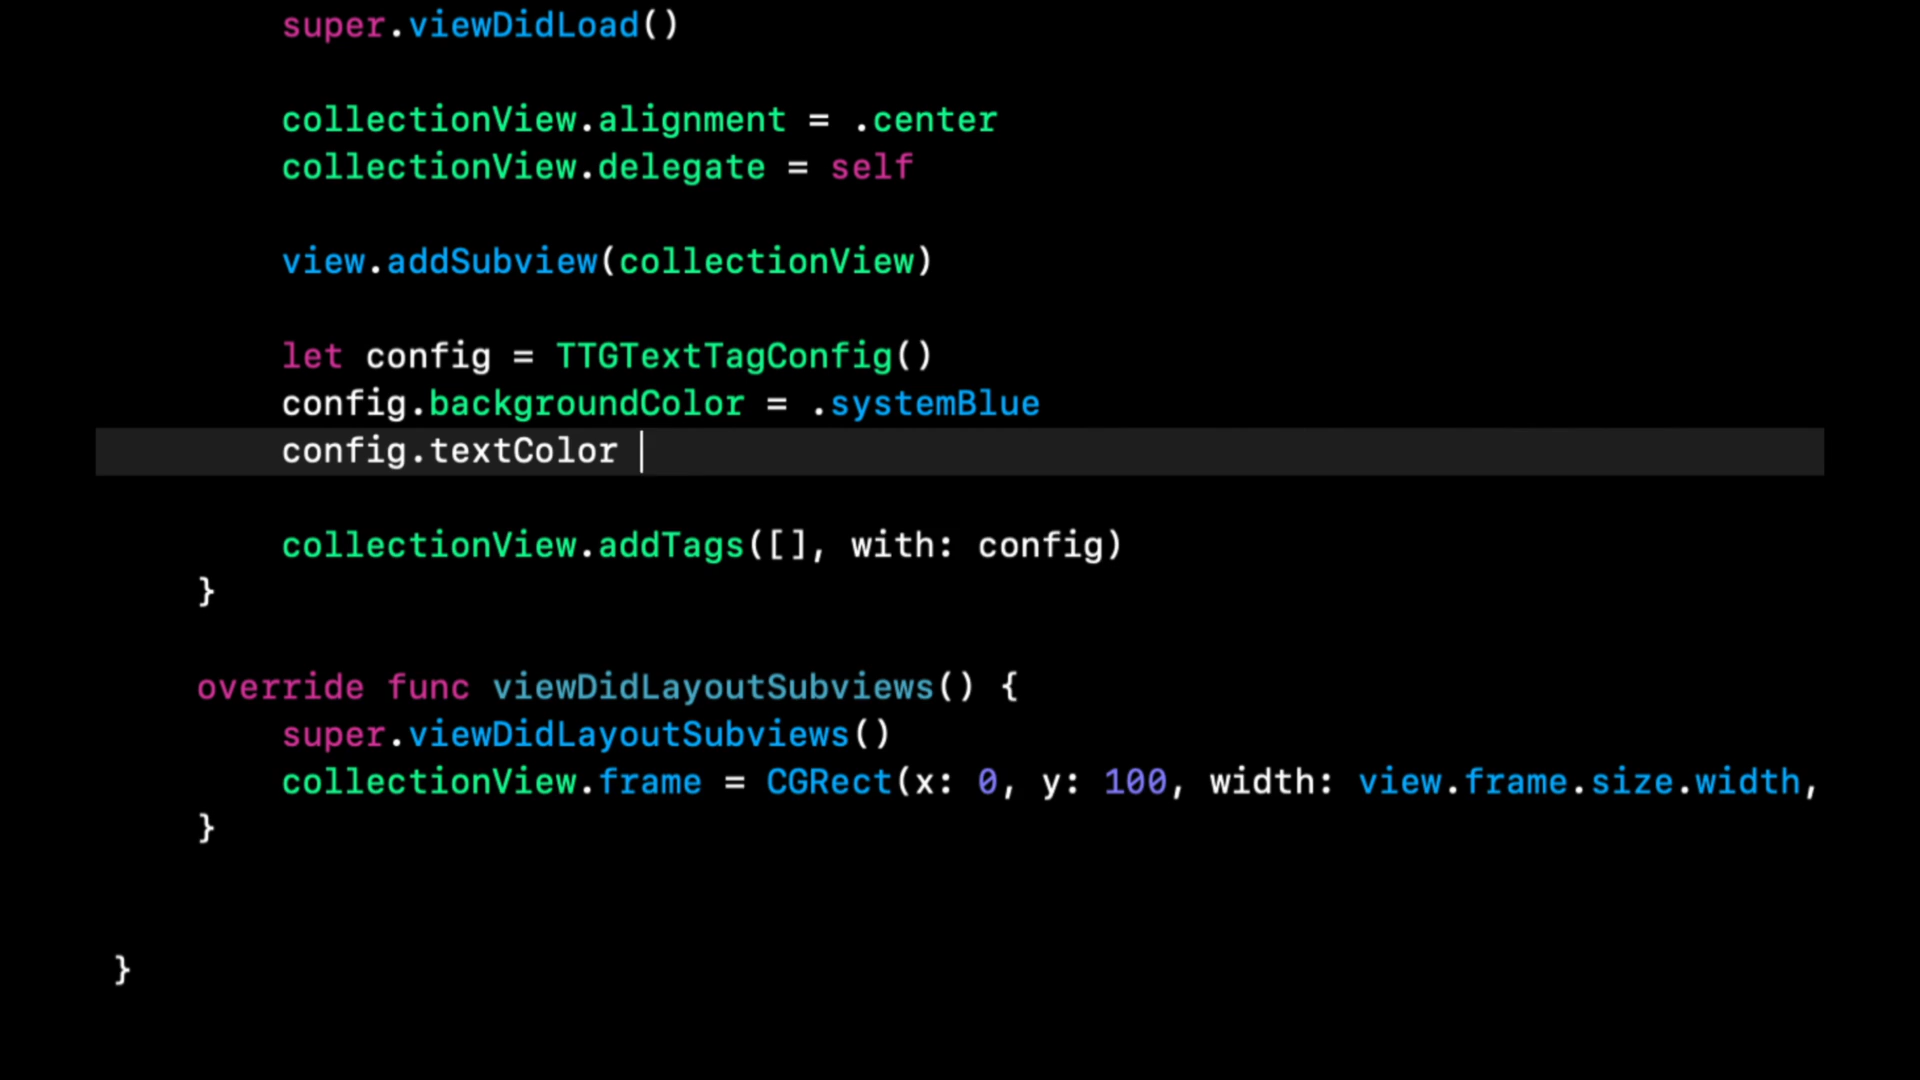 super.viewDidLoad()
collectionView.alignment = .center
collectionView.delegate = self
view.addSubview(collectionView)
let config = TTGTextTagConfig()
config.backgroundColor = .systemBlue
config.textColor
collectionView.addTags([], with: config)
}
override func viewDidLayoutSubviews() {
super.viewDidLayoutSubviews()
collectionView.frame = CGRect(x: 0, y: 100, width: view.frame.size.width,
}
}